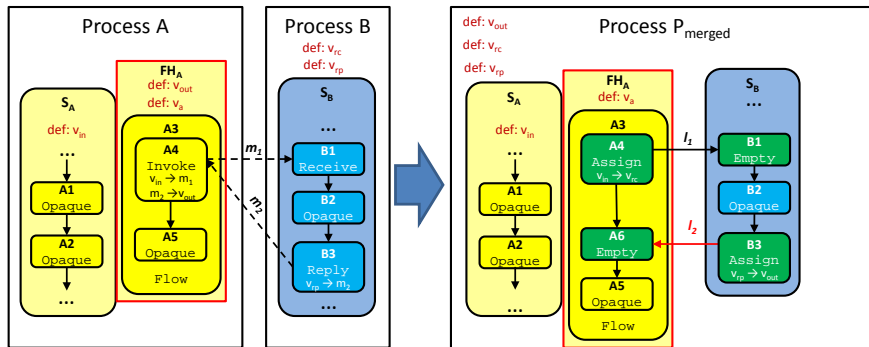 Process A
FH_A
def: v_out
def: v_a
S_A
def: v_in
...
A1
Opaque
A2
Opaque
...
A3
A4
Invoke
v_in → m_1
m_2 → v_out
A5
Opaque
Flow
m_1
m_2
Process B
def: v_rc
def: v_rp
S_B
...
B1
Receive
B2
Opaque
B3
Reply
v_rp → m_2
...
Process P_merged
def: v_out
def: v_rc
def: v_rp
S_A
def: v_in
...
A1
Opaque
A2
Opaque
...
FH_A
def: v_a
A3
A4
Assign
v_in → v_rc
A6
Empty
A5
Opaque
Flow
l_1
l_2
S_B
...
B1
Empty
B2
Opaque
B3
Assign
v_rp → v_out
...